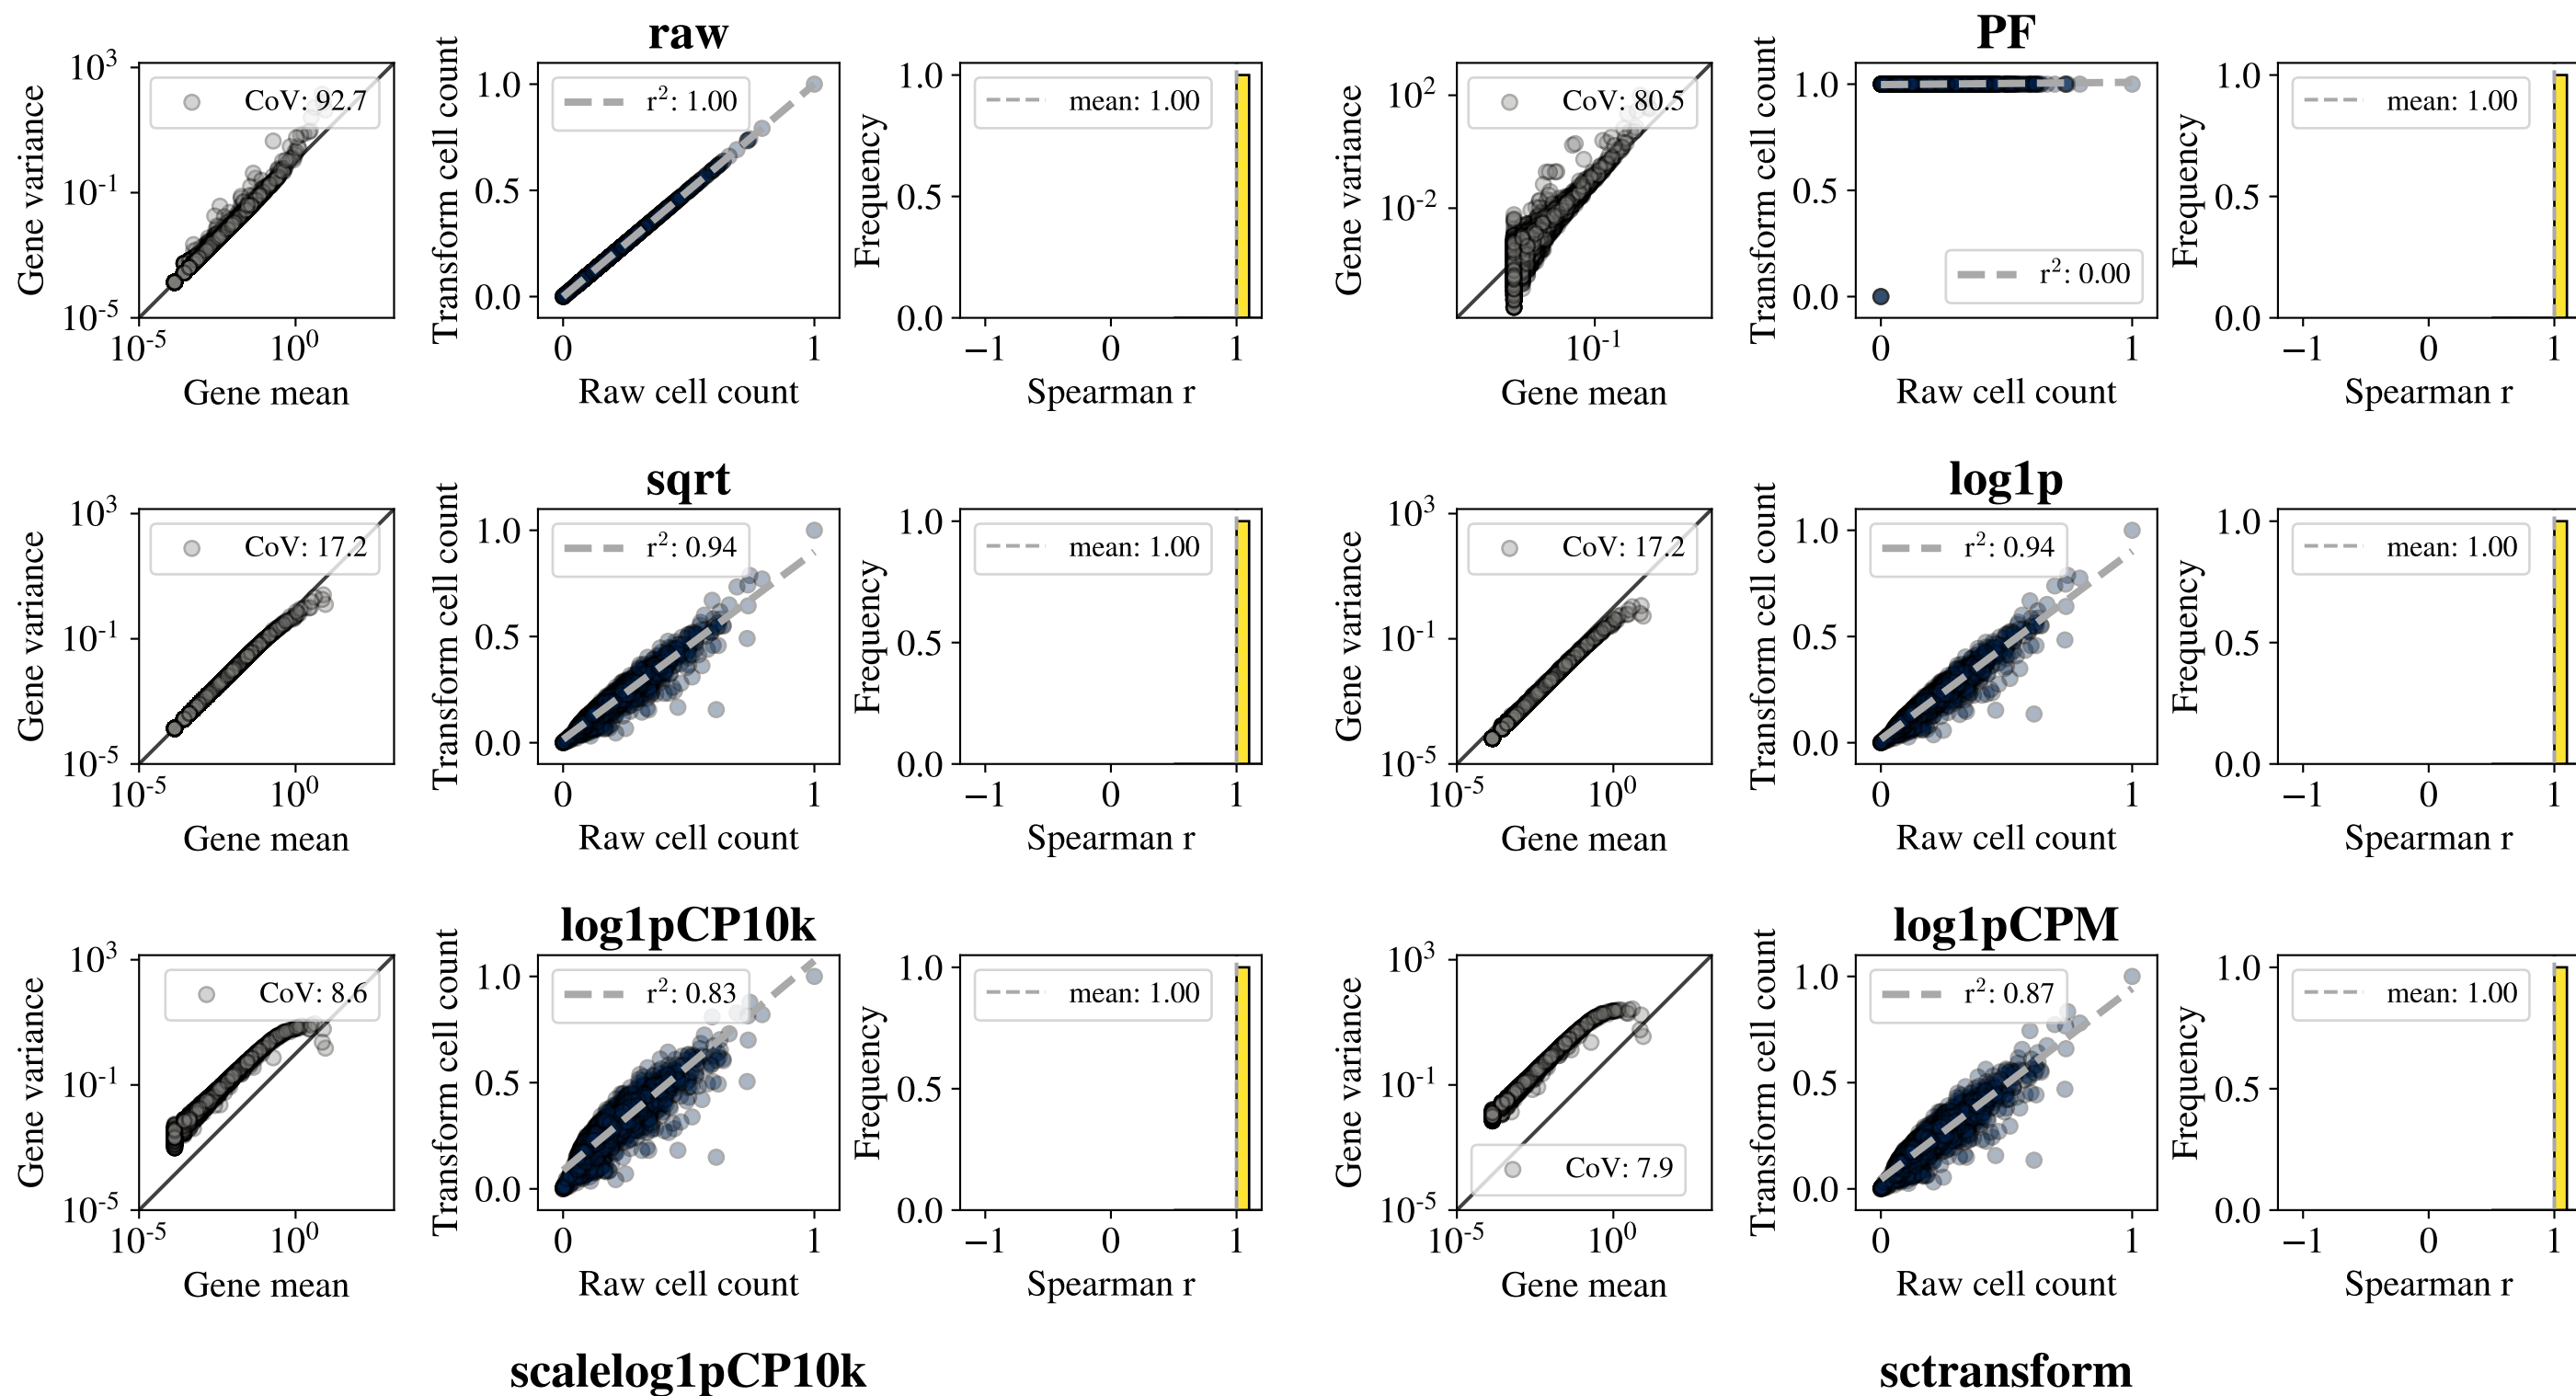 raw
10^3
10^-1
10^-5
Gene variance
CoV: 92.7
10^-5
10^0
Gene mean
Transform cell count
1.0
0.5
0.0
r^2: 1.00
0
1
Raw cell count
Frequency
1.0
0.5
0.0
mean: 1.00
−1
0
1
Spearman r
PF
10^2
10^-2
Gene variance
CoV: 80.5
10^-1
Gene mean
Transform cell count
1.0
0.5
0.0
r^2: 0.00
0
1
Raw cell count
Frequency
1.0
0.5
0.0
mean: 1.00
−1
0
1
Spearman r
sqrt
10^3
10^-1
10^-5
Gene variance
CoV: 17.2
10^-5
10^0
Gene mean
Transform cell count
1.0
0.5
0.0
r^2: 0.94
0
1
Raw cell count
Frequency
1.0
0.5
0.0
mean: 1.00
−1
0
1
Spearman r
log1p
10^3
10^-1
10^-5
Gene variance
CoV: 17.2
10^-5
10^0
Gene mean
Transform cell count
1.0
0.5
0.0
r^2: 0.94
0
1
Raw cell count
Frequency
1.0
0.5
0.0
mean: 1.00
−1
0
1
Spearman r
log1pCP10k
10^3
10^-1
10^-5
Gene variance
CoV: 8.6
10^-5
10^0
Gene mean
Transform cell count
1.0
0.5
0.0
r^2: 0.83
0
1
Raw cell count
Frequency
1.0
0.5
0.0
mean: 1.00
−1
0
1
Spearman r
log1pCPM
10^3
10^-1
10^-5
Gene variance
CoV: 7.9
10^-5
10^0
Gene mean
Transform cell count
1.0
0.5
0.0
r^2: 0.87
0
1
Raw cell count
Frequency
1.0
0.5
0.0
mean: 1.00
−1
0
1
Spearman r
scalelog1pCP10k
sctransform